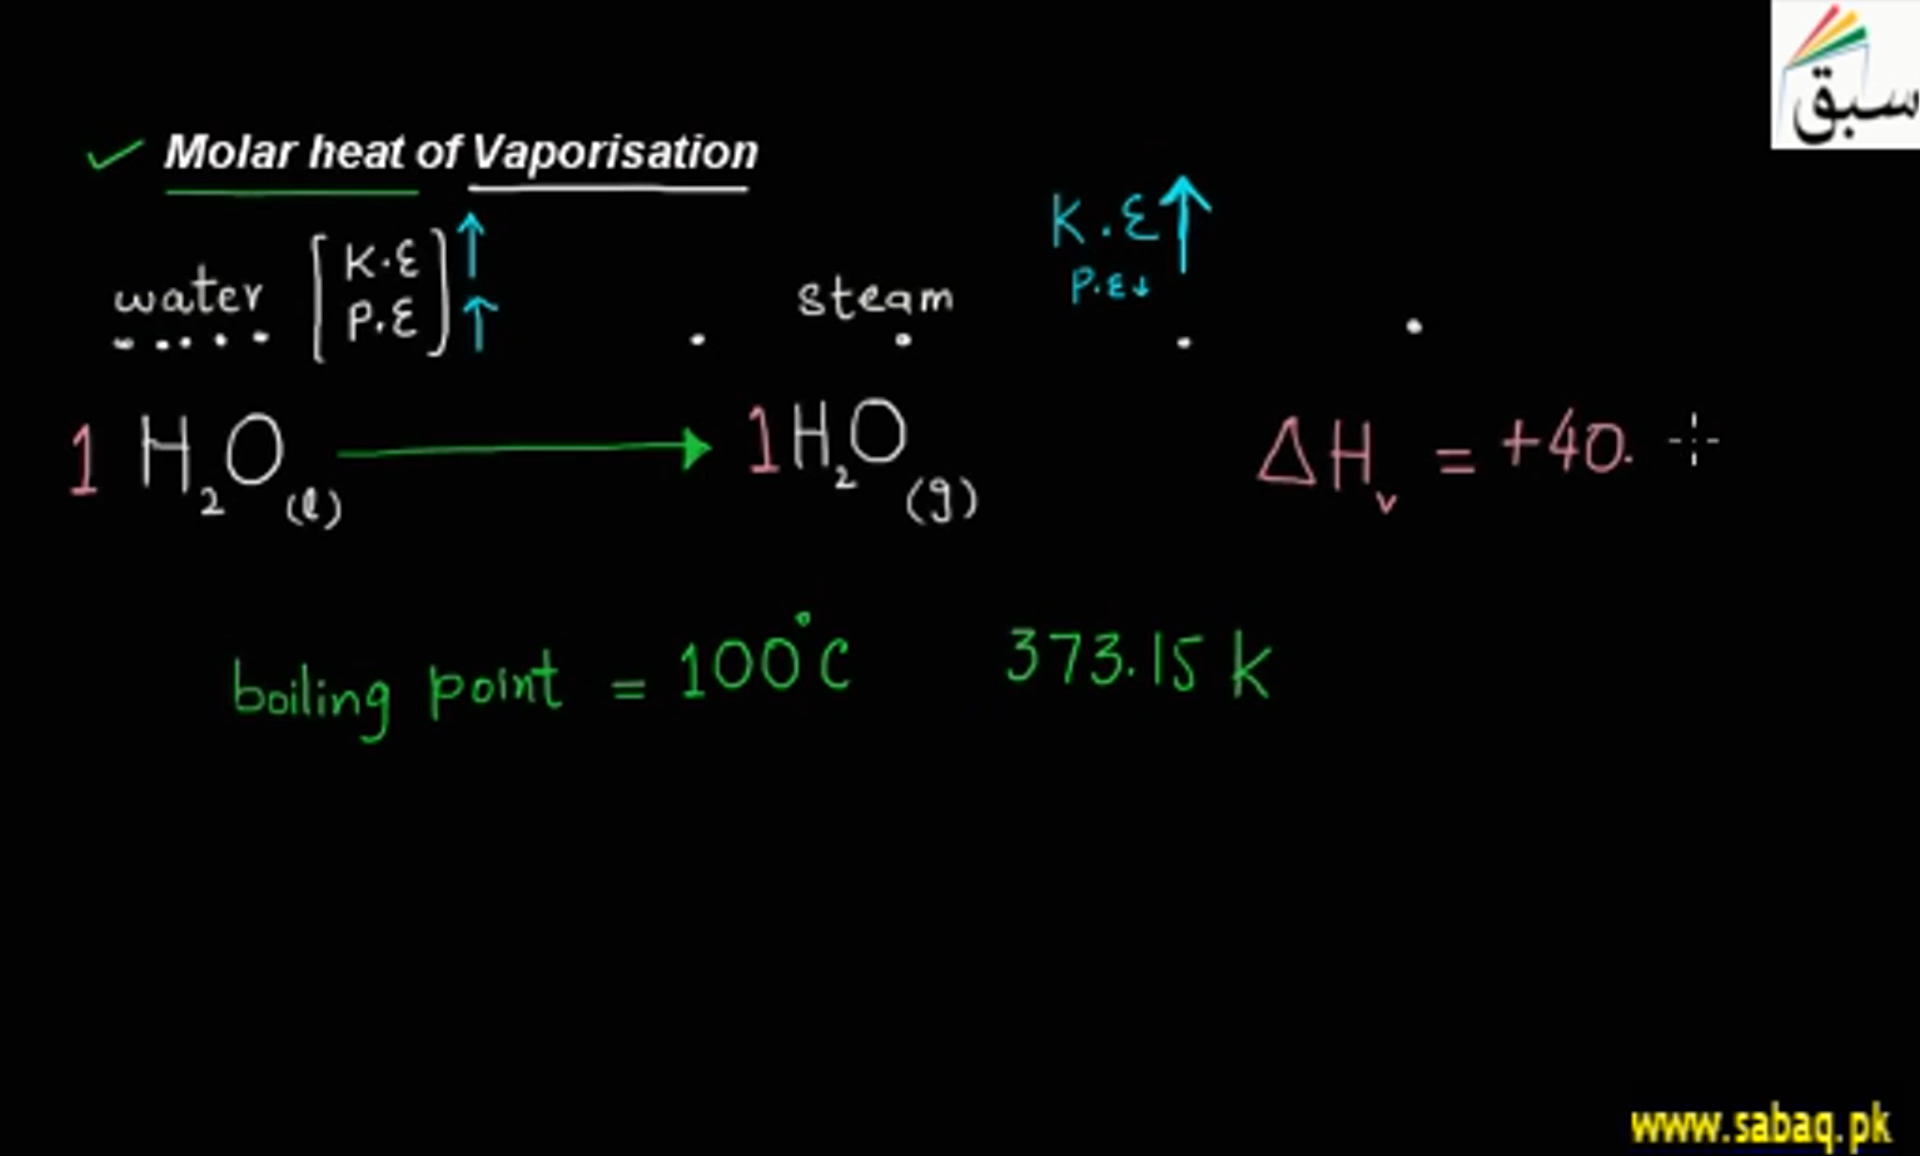 سبق
✓ Molar heat of Vaporisation
water [K.E P.E] ↑ ↑
steam
K.E↑
P.E↓
1 H₂O(l) → 1H₂O(g)
ΔHᵥ = +40.
boiling point = 100°C 373.15 K
www.sabaq.pk